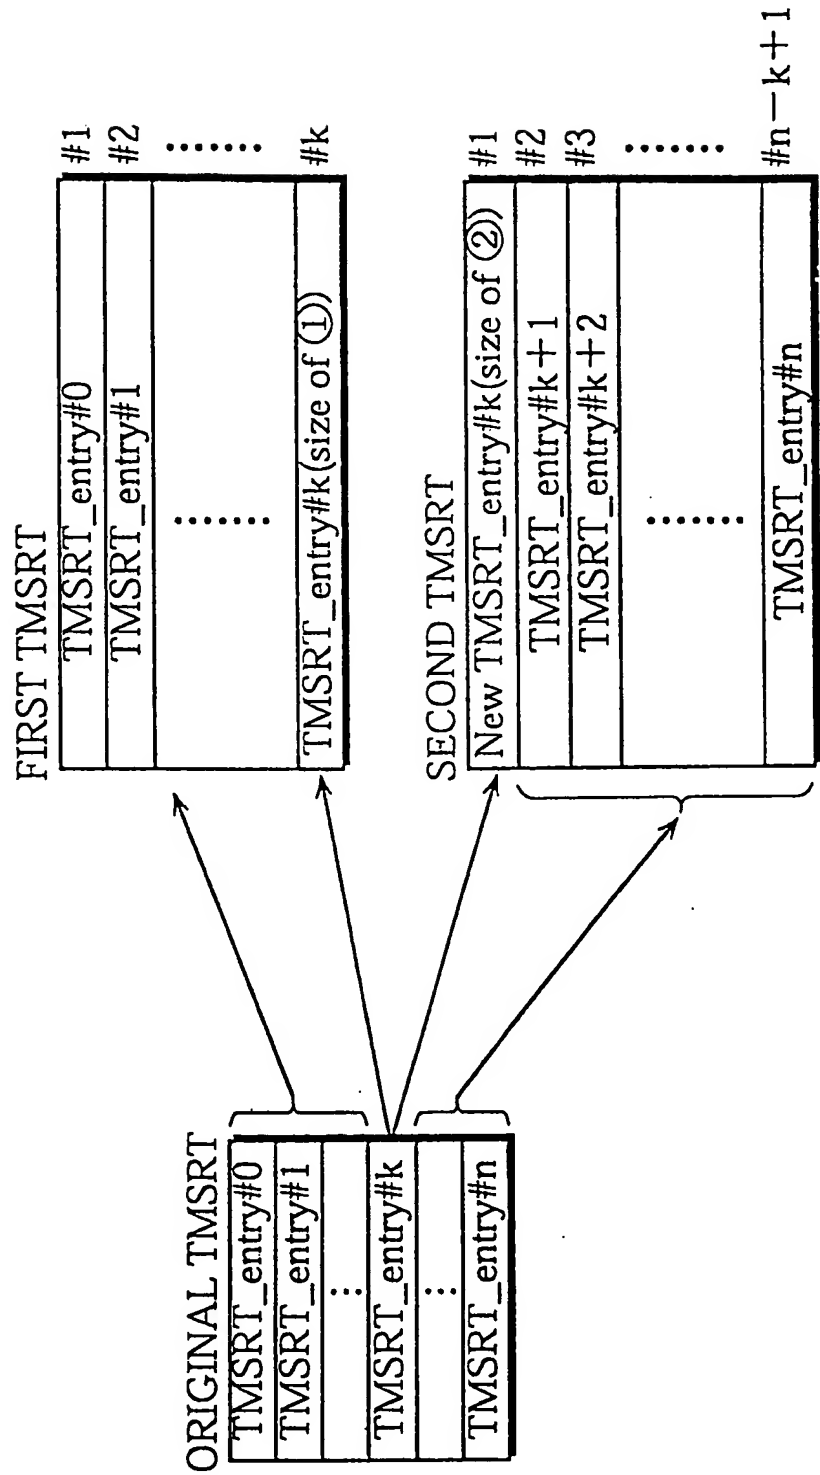 ORIGINAL TMSRT
TMSRT_entry#0
TMSRT_entry#1
...
TMSRT_entry#k
...
TMSRT_entry#n
FIRST TMSRT
TMSRT_entry#0 #1
TMSRT_entry#1 #2
....... .......
TMSRT_entry#k(size of ①) #k
SECOND TMSRT
New TMSRT_entry#k(size of ②) #1
TMSRT_entry#k+1 #2
TMSRT_entry#k+2 #3
....... .......
TMSRT_entry#n #n−k+1